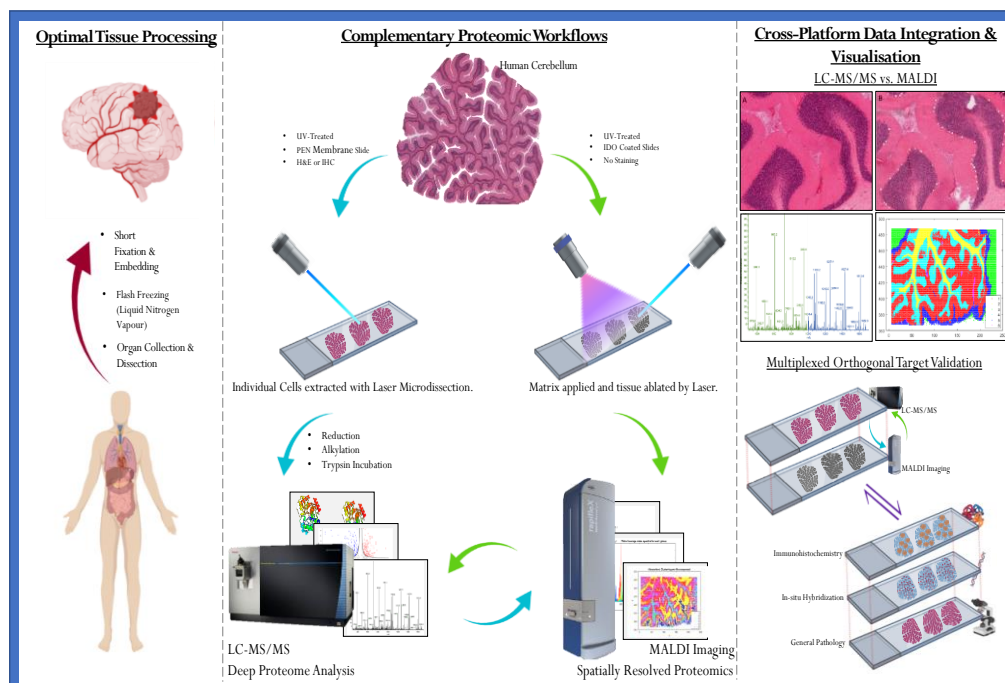 Optimal Tissue Processing
• Short
Fixation &
Embedding
• Flash Freezing
(Liquid Nitrogen
Vapour)
• Organ Collection &
Dissection
Complementary Proteomic Workflows
Human Cerebellum
• UV-Treated
• PEN Membrane Slide
• H&E or IHC
• UV-Treated
• IDO Coated Slides
• No Staining
Individual Cells extracted with Laser Microdissection.
Matrix applied and tissue ablated by Laser.
• Reduction
• Alkylation
• Trypsin Incubation
rapifleX
LC-MS/MS
Deep Proteome Analysis
MALDI Imaging
Spatially Resolved Proteomics
Cross-Platform Data Integration &
Visualisation
LC-MS/MS vs. MALDI
A
B
Multiplexed Orthogonal Target Validation
LC-MS/MS
MALDI Imaging
Immunohistochemistry
In-situ Hybridization
General Pathology